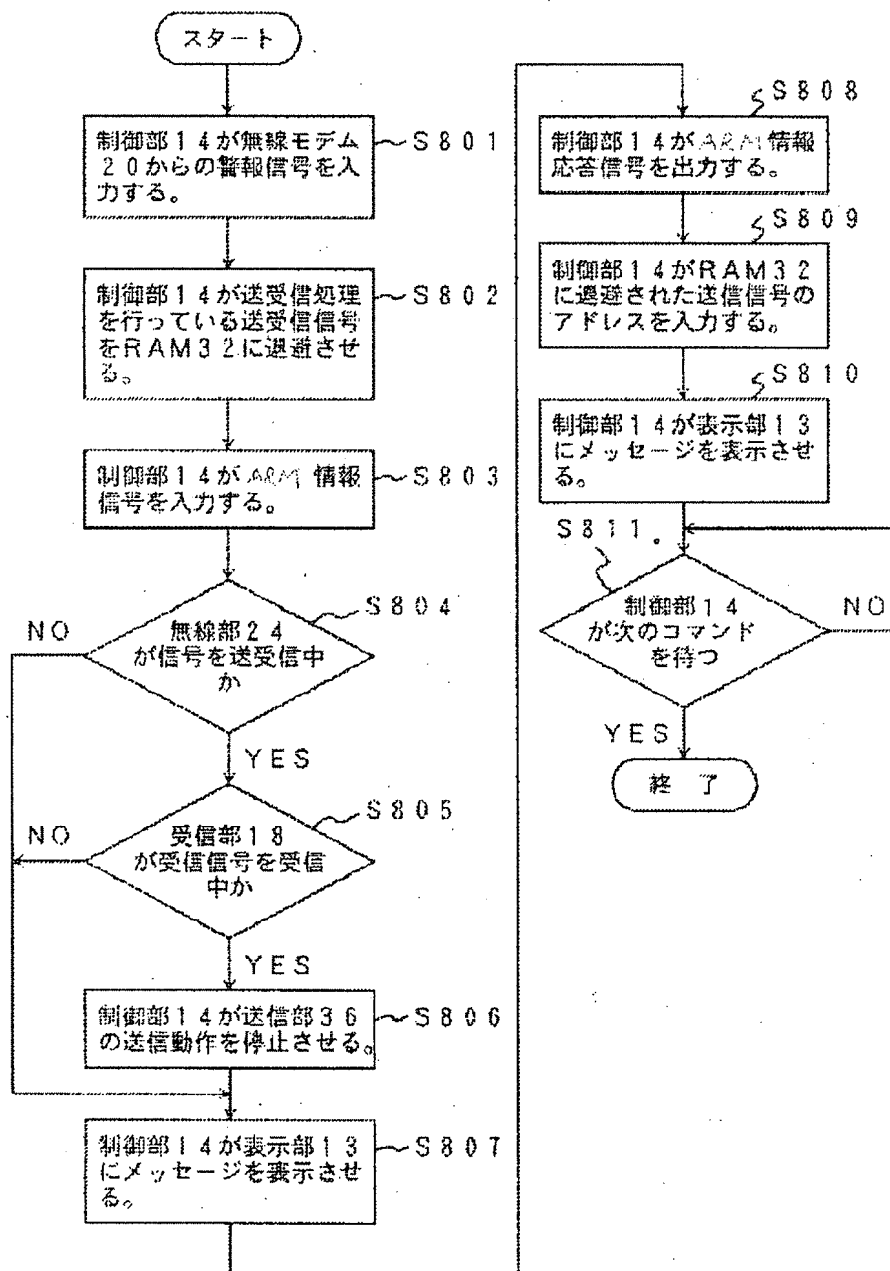 スタート
制御部14が無線モデム
20からの警報信号を入
力する。
S801
制御部14が送受信処理
を行っている送受信信号
をRAM32に退避させ
る。
S802
制御部14が ARM 情報
信号を入力する。
S803
S804
無線部24
が信号を送受信中
か
NO
YES
S805
受信部18
が受信信号を受信
中か
NO
YES
制御部14が送信部36
の送信動作を停止させる。
S806
制御部14が表示部13
にメッセージを表示させ
る。
S807
S808
制御部14が ARM 情報
応答信号を出力する。
S809
制御部14がRAM32
に退避された送信信号の
アドレスを入力する。
S810
制御部14が表示部13
にメッセージを表示させ
る。
S811。
制御部14
が次のコマンド
を待つ
NO
YES
終 了